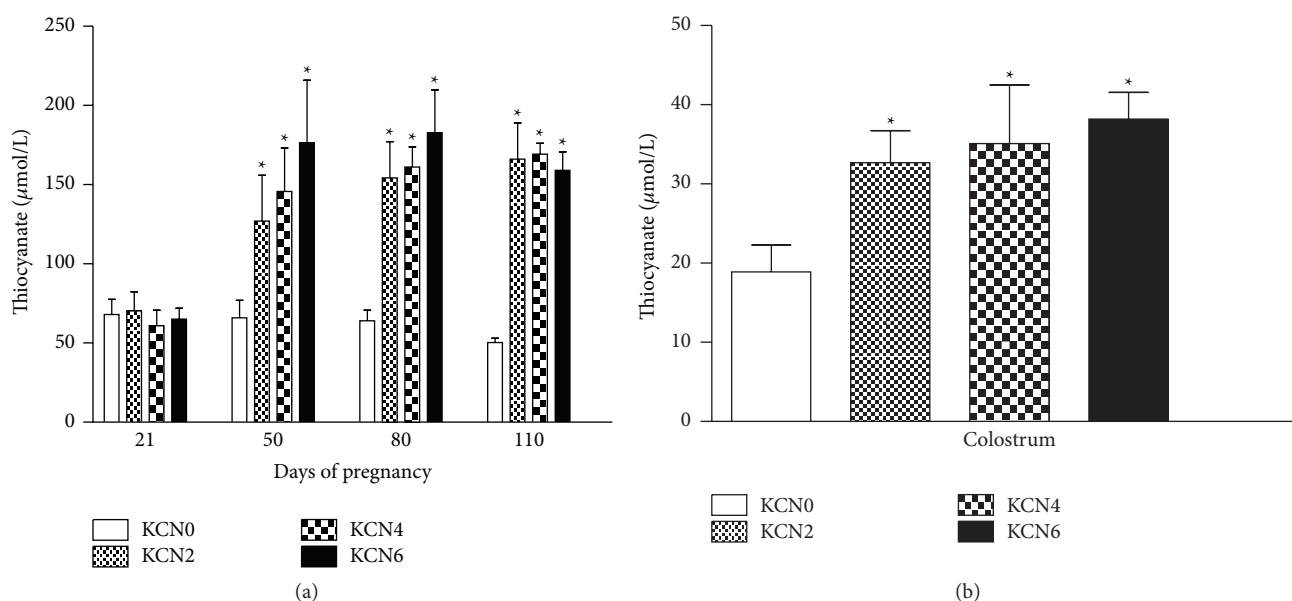 250
200
150
100
50
0
Thiocyanate (μmol/L)
* * * * * * * * *
21 50 80 110
Days of pregnancy
KCN0 KCN4
KCN2 KCN6
(a)
50
40
30
20
10
0
Thiocyanate (μmol/L)
* * *
Colostrum
KCN0 KCN4
KCN2 KCN6
(b)